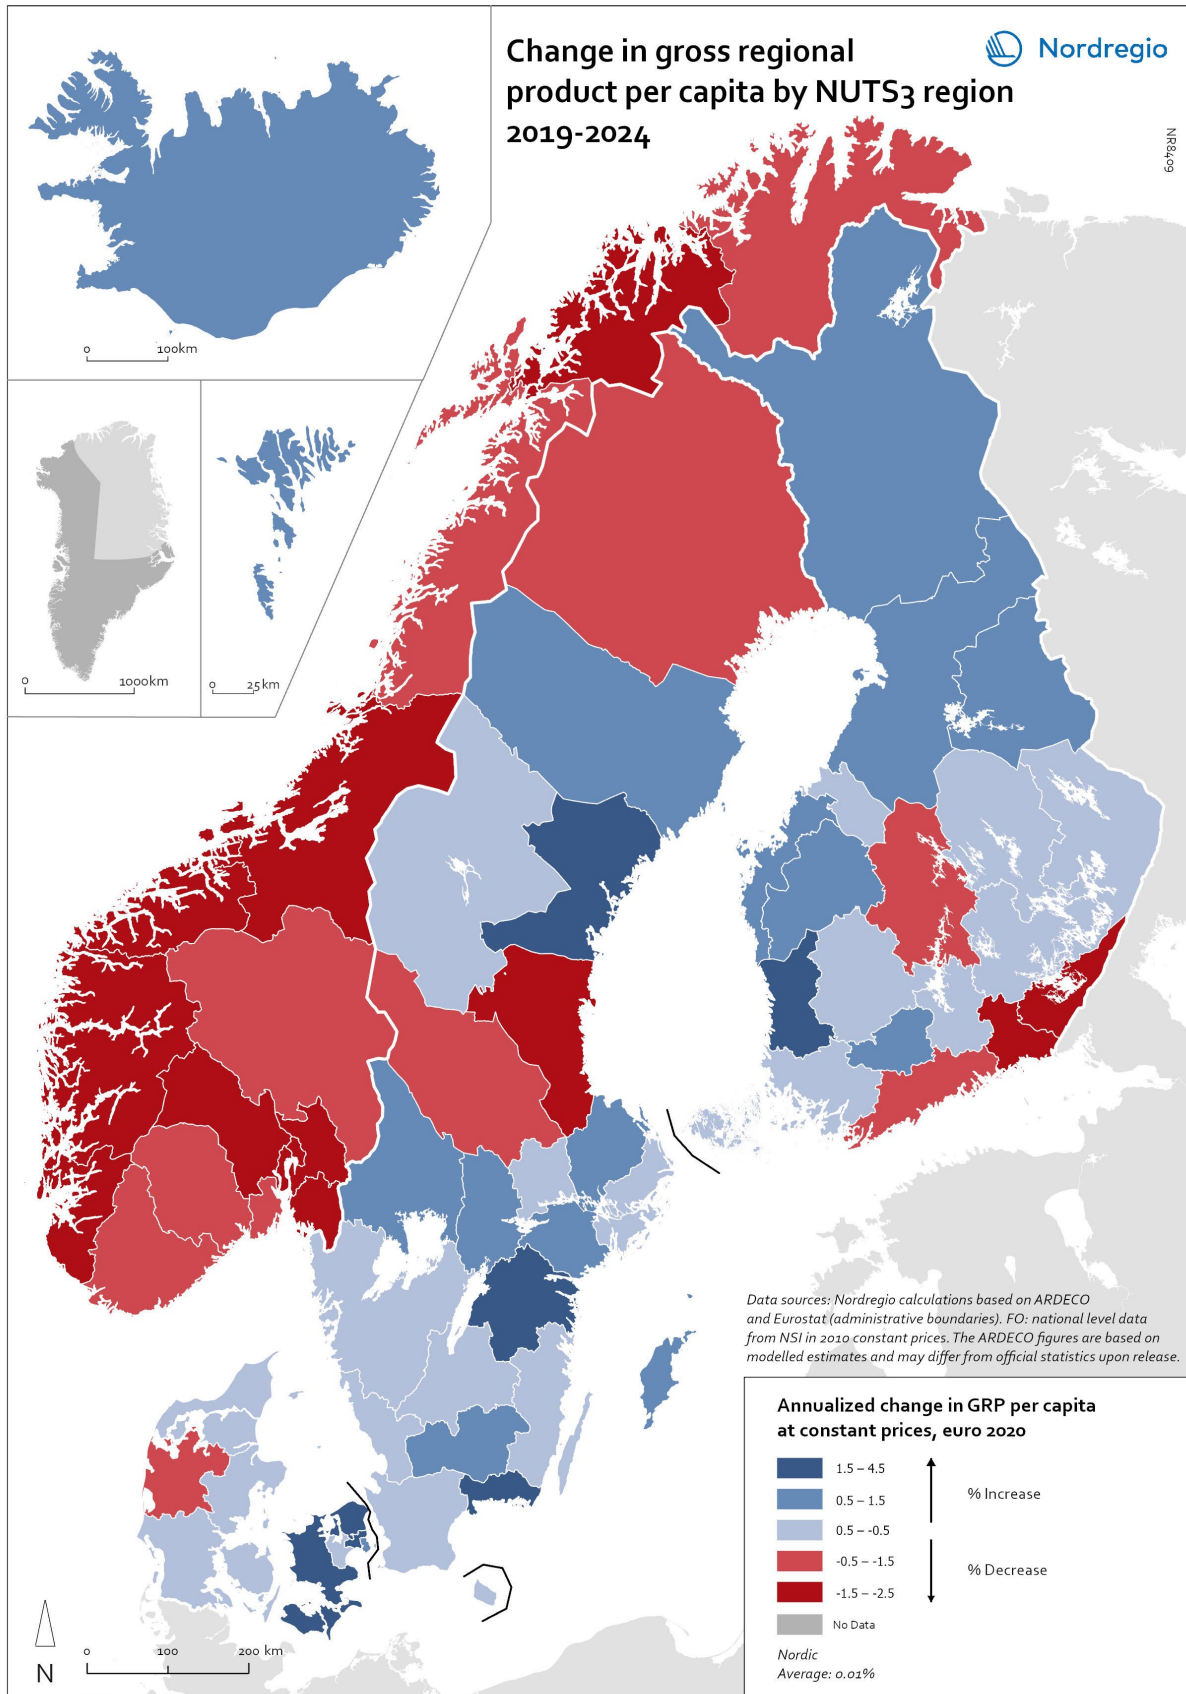 Change in gross regional
product per capita by NUTS3 region
2019-2024
Nordregio
NR8409
0 100km
0 1000km
0 25 km
Data sources: Nordregio calculations based on ARDECO
and Eurostat (administrative boundaries). FO: national level data
from NSI in 2010 constant prices. The ARDECO figures are based on
modelled estimates and may differ from official statistics upon release.
Annualized change in GRP per capita
at constant prices, euro 2020
1.5 – 4.5
0.5 – 1.5
% Increase
0.5 – -0.5
-0.5 – -1.5
% Decrease
-1.5 – -2.5
No Data
Nordic
Average: 0.01%
N
0 100 200 km